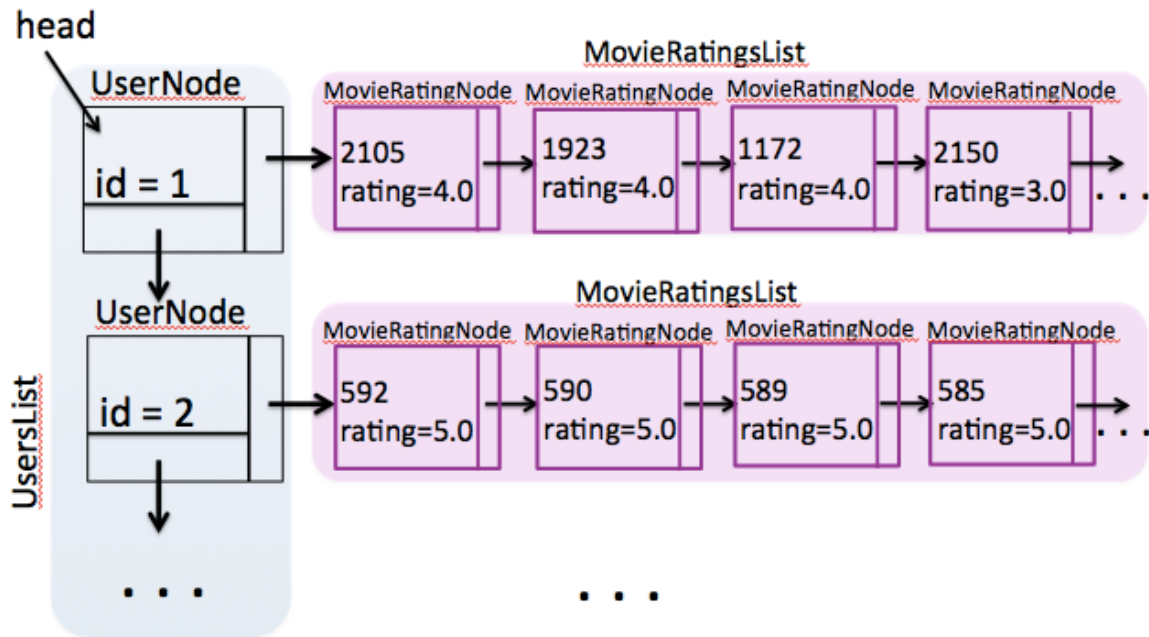 head
UserNode
id = 1
MovieRatingsList
MovieRatingNode MovieRatingNode MovieRatingNode MovieRatingNode
2105 1923 1172 2150
rating=4.0 rating=4.0 rating=4.0 rating=3.0 . . .
UserNode
id = 2
MovieRatingsList
MovieRatingNode MovieRatingNode MovieRatingNode MovieRatingNode
592 590 589 585
rating=5.0 rating=5.0 rating=5.0 rating=5.0 . . .
UsersList
. . . . . .